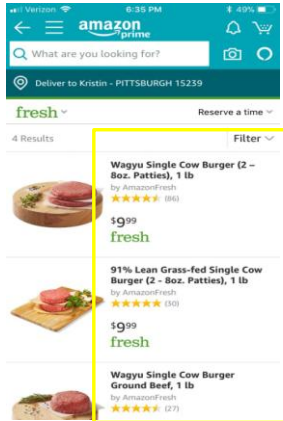 Verizon 6:35 PM 49%
amazon
prime
What are you looking for?
Deliver to Kristin - PITTSBURGH 15239
fresh Reserve a time
4 Results Filter
Wagyu Single Cow Burger (2 –
8oz. Patties), 1 lb
by AmazonFresh
(86)
$9.99
fresh
91% Lean Grass-fed Single Cow
Burger (2 - 8oz. Patties), 1 lb
by AmazonFresh
(30)
$9.99
fresh
Wagyu Single Cow Burger
Ground Beef, 1 lb
by AmazonFresh
(27)